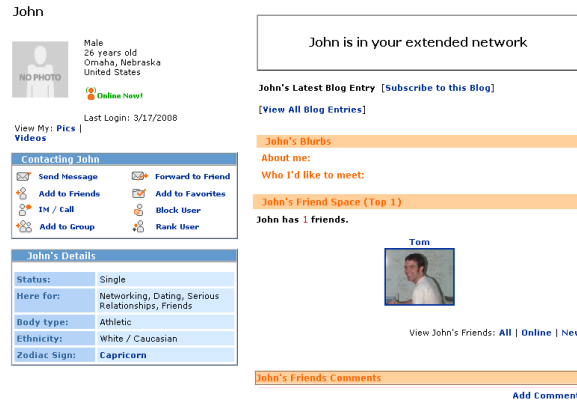 John
NO PHOTO
Male
26 years old
Omaha, Nebraska
United States
Online Now!
Last Login: 3/17/2008
View My: Pics |
Videos
Contacting John
Send Message
Forward to Friend
Add to Friends
Add to Favorites
IM / Call
Block User
Add to Group
Rank User
John's Details
Status: Single
Here for: Networking, Dating, Serious
Relationships, Friends
Body type: Athletic
Ethnicity: White / Caucasian
Zodiac Sign: Capricorn
John is in your extended network
John's Latest Blog Entry [Subscribe to this Blog]
[View All Blog Entries]
John's Blurbs
About me:
Who I'd like to meet:
John's Friend Space (Top 1)
John has 1 friends.
Tom
View John's Friends: All | Online | New
John's Friends Comments
Add Comment